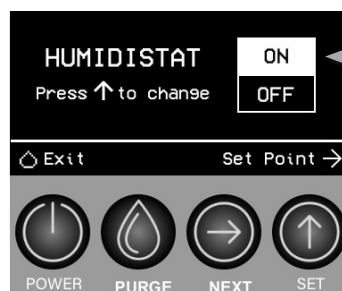 HUMIDISTAT
Press ↑ to change
ON
OFF
Exit
Set Point →
POWER
PURGE
NEXT
SET